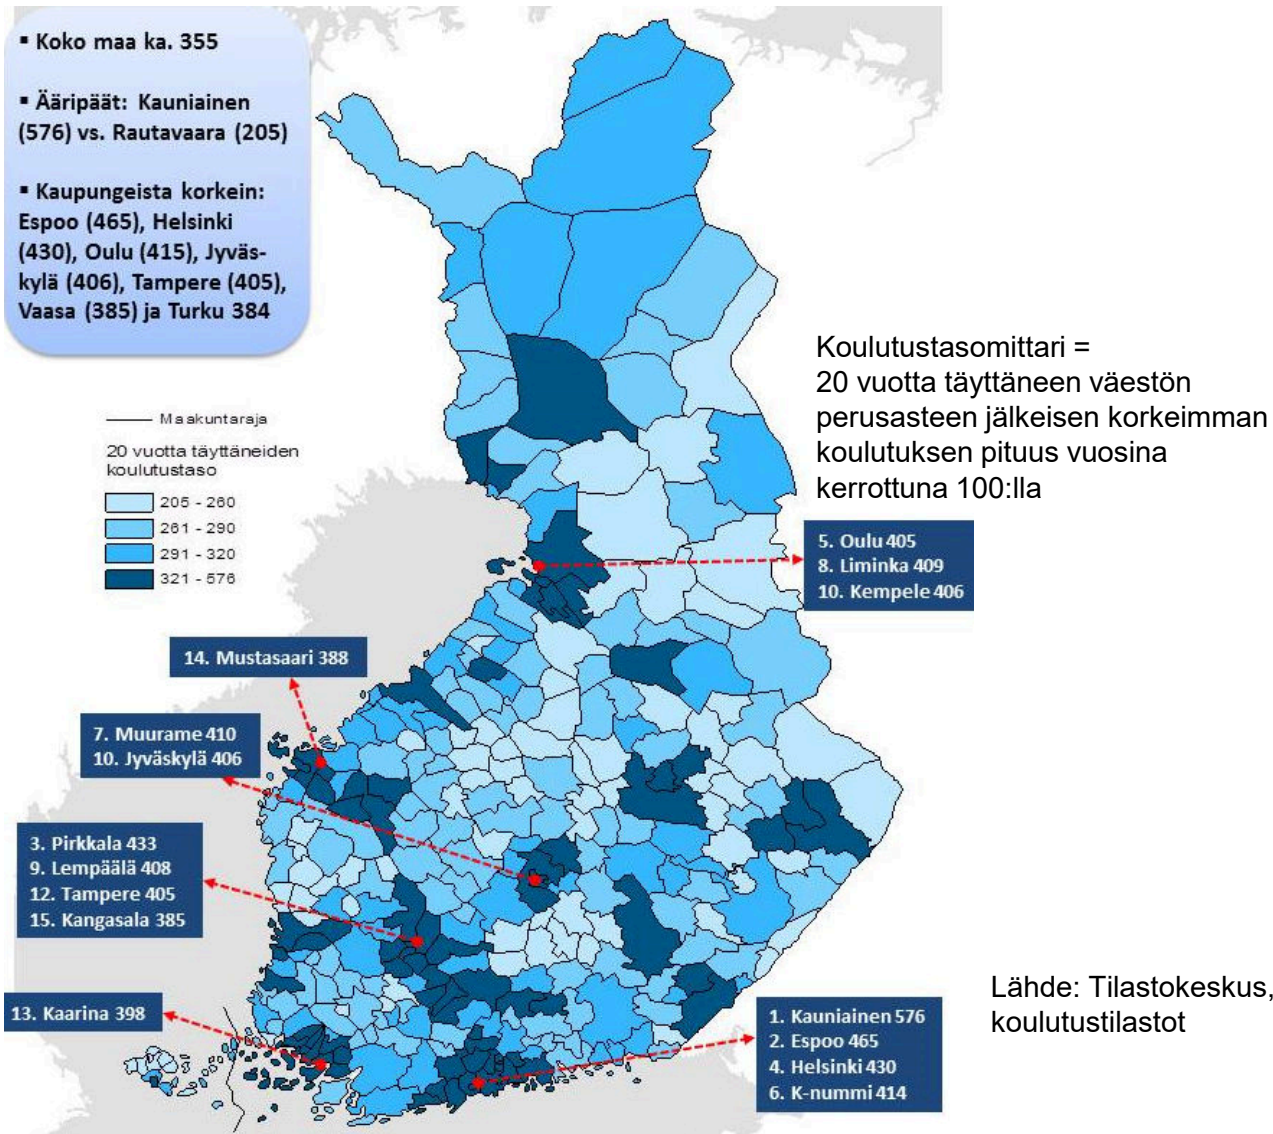 ▪ Koko maa ka. 355
▪ Ääripäät: Kauniainen
(576) vs. Rautavaara (205)
▪ Kaupungeista korkein:
Espoo (465), Helsinki
(430), Oulu (415), Jyväs-
kylä (406), Tampere (405),
Vaasa (385) ja Turku 384
Maakuntaraja
20 vuotta täyttäneiden
koulutustaso
205 - 260
261 - 290
291 - 320
321 - 576
Koulutustasomittari =
20 vuotta täyttäneen väestön
perusasteen jälkeisen korkeimman
koulutuksen pituus vuosina
kerrottuna 100:lla
5. Oulu 405
8. Liminka 409
10. Kempele 406
14. Mustasaari 388
7. Muurame 410
10. Jyväskylä 406
3. Pirkkala 433
9. Lempäälä 408
12. Tampere 405
15. Kangasala 385
13. Kaarina 398
1. Kauniainen 576
2. Espoo 465
4. Helsinki 430
6. K-nummi 414
Lähde: Tilastokeskus,
koulutustilastot